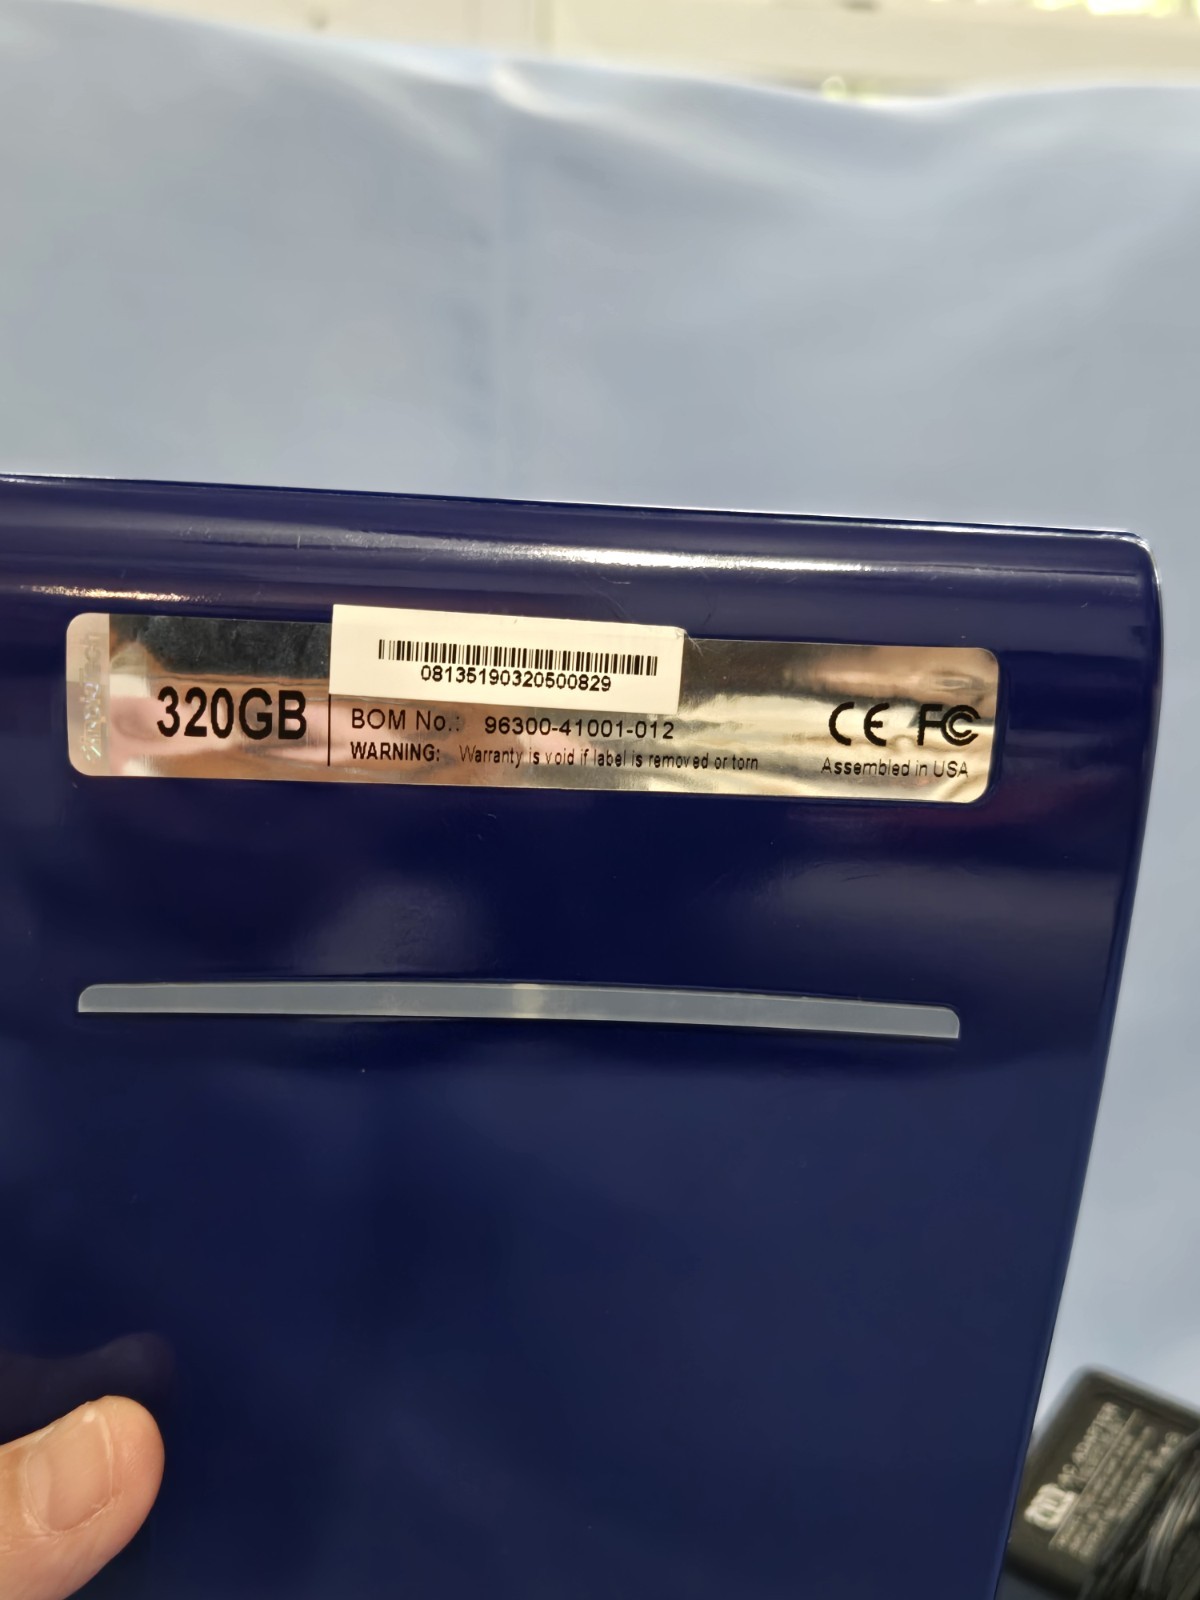 08135190320500829
320GB
BOM No.: 96300-41001-012
WARNING: Warranty is void if label is removed or torn
CE FC
Assembled in USA